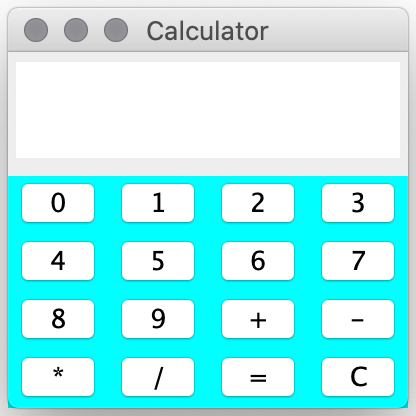 Calculator
0 1 2 3
4 5 6 7
8 9 + -
* / = C